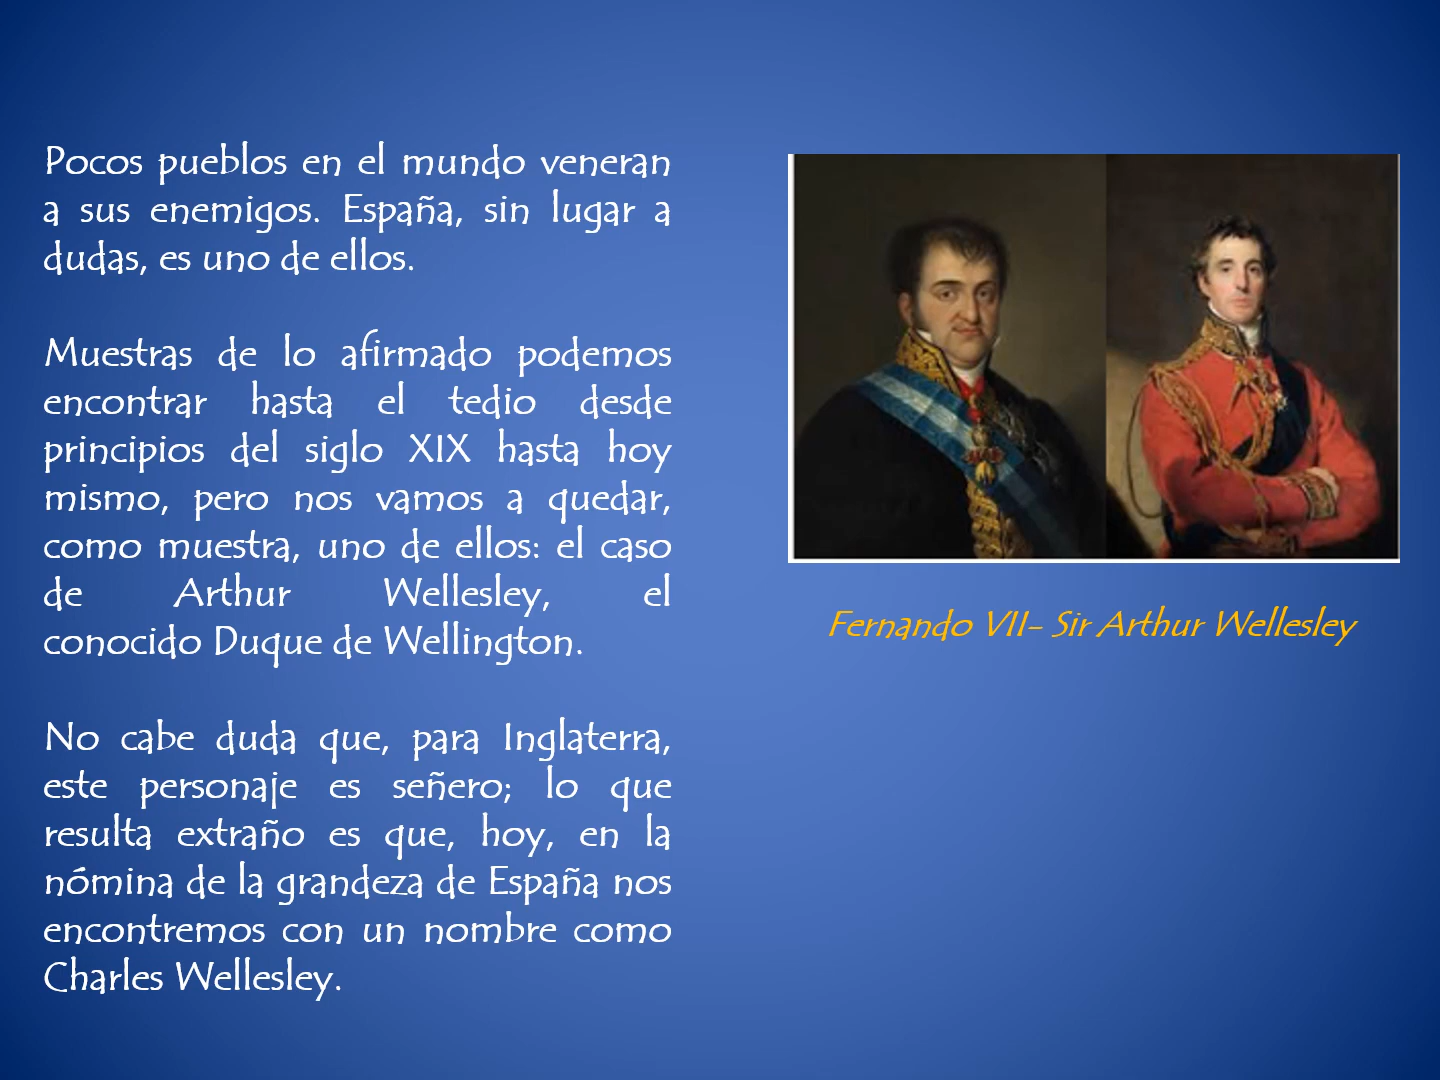 Pocos pueblos en el mundo veneran
a sus enemigos. España, sin lugar a
dudas, es uno de ellos.
Muestras de lo afirmado podemos
encontrar hasta el tedio desde
principios del siglo XIX hasta hoy
mismo, pero nos vamos a quedar,
como muestra, uno de ellos: el caso
de Arthur Wellesley, el
conocido Duque de Wellington.
No cabe duda que, para Inglaterra,
este personaje es señero; lo que
resulta extraño es que, hoy, en la
nómina de la grandeza de España nos
encontremos con un nombre como
Charles Wellesley.
Fernando VII- Sir Arthur Wellesley